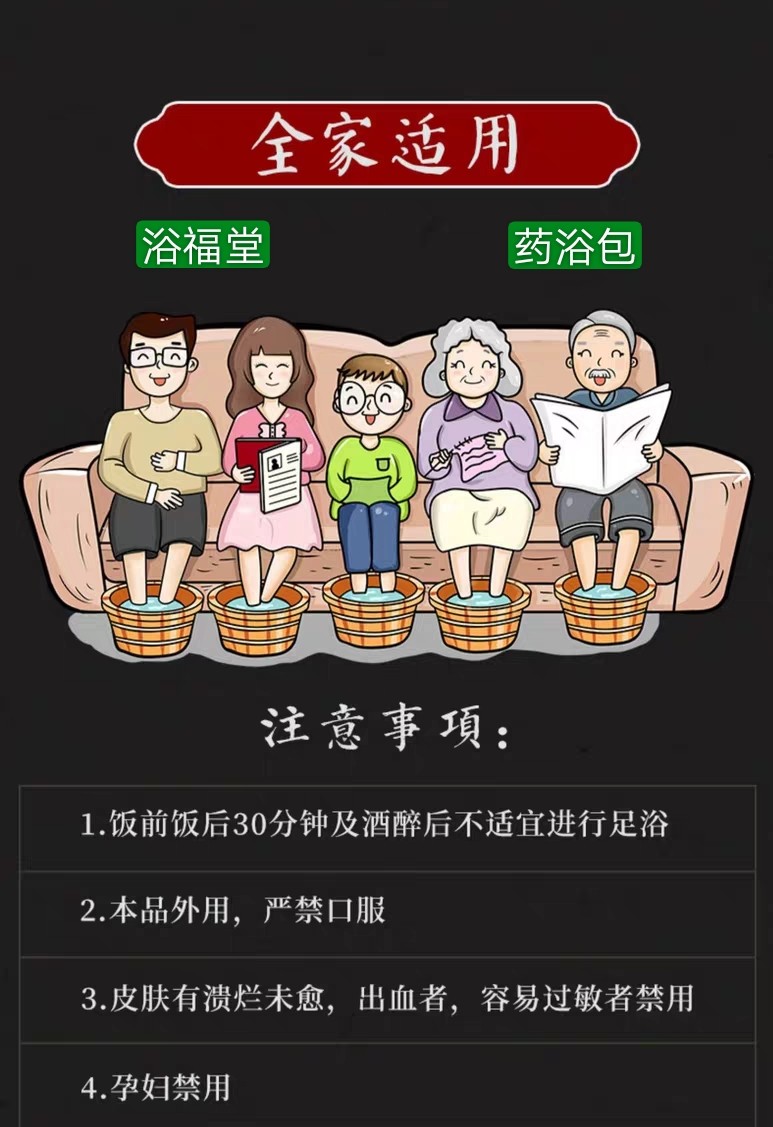 全家适用
浴福堂
药浴包
注意事項：
1.饭前饭后30分钟及酒醉后不适宜进行足浴
2.本品外用，严禁口服
3.皮肤有溃烂未愈，出血者，容易过敏者禁用
4.孕妇禁用